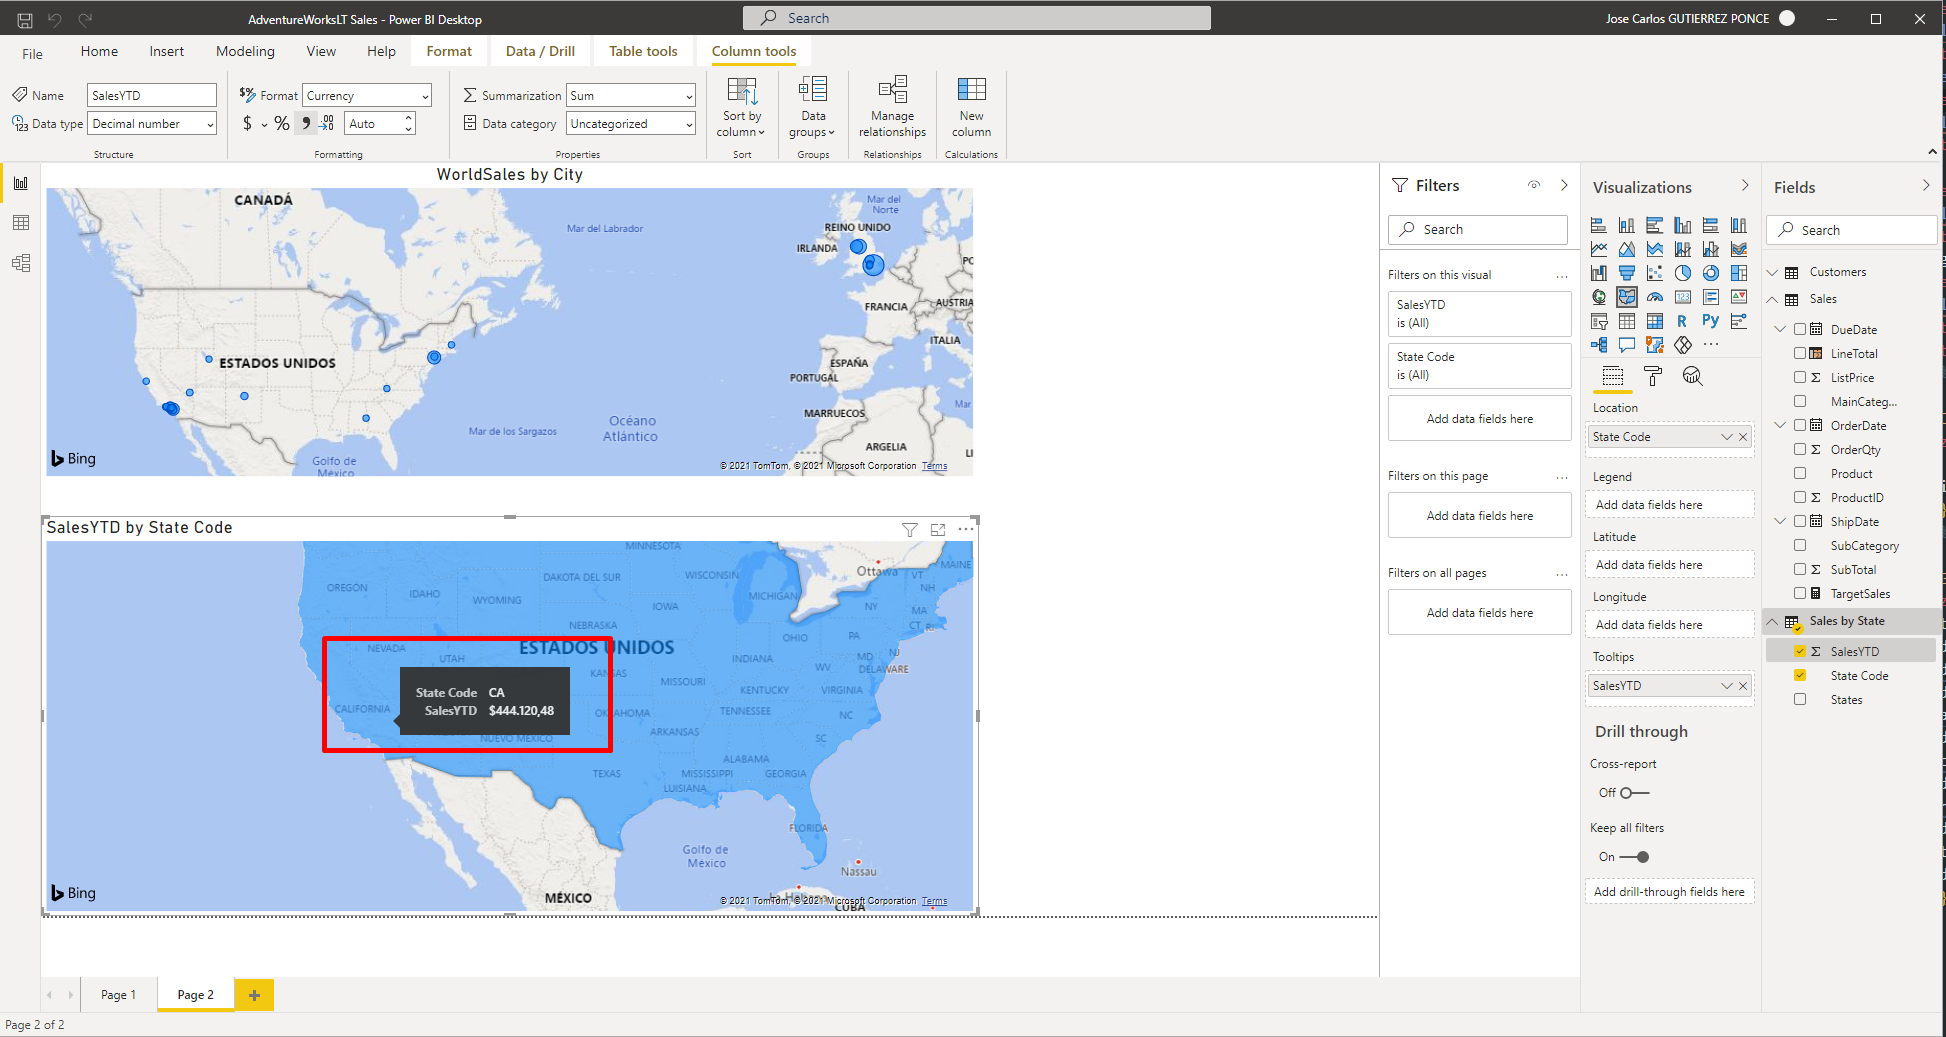 AdventureWorksLT Sales - Power BI Desktop
Search
Jose Carlos GUTIERREZ PONCE
File
Home
Insert
Modeling
View
Help
Format
Data / Drill
Table tools
Column tools
Name
SalesYTD
Data type
Decimal number
Structure
Format
Currency
$
%
Auto
Formatting
Summarization
Sum
Data category
Uncategorized
Properties
Sort by
column
Sort
Data
groups
Groups
Manage
relationships
Relationships
New
column
Calculations
WorldSales by City
CANADÁ
Mar del Labrador
Mar del
Norte
REINO UNIDO
IRLANDA
FRANCIA
AUSTRIA
ITALIA
ESPAÑA
PORTUGAL
ESTADOS UNIDOS
MARRUECOS
Océano
Atlántico
Mar de los Sargazos
ARGELIA
Golfo de
México
Bing
© 2021 TomTom, © 2021 Microsoft Corporation Terms
SalesYTD by State Code
MINNESOTA
Ottawa
MAINE
OREGÓN
IDAHO
WYOMING
DAKOTA DEL SUR
WISCONSIN
MICHIGAN
VT
NH
NY
MA
CT
RI
IOWA
NEBRASKA
NEVADA
UTAH
ESTADOS UNIDOS
OHIO
PA
NJ
INDIANA
MD
DELAWARE
KANSAS
WV
State Code CA
SalesYTD $444.120,48
MISSOURI
KENTUCKY
VIRGINIA
CALIFORNIA
OKLAHOMA
TENNESSEE
NC
NUEVO MÉXICO
ARKANSAS
SC
ALABAMA
TEXAS
MISSISSIPPI
GEORGIA
LUISIANA
FLORIDA
Golfo de
México
Nassau
MÉXICO
La Habana
CUBA
Bing
© 2021 TomTom, © 2021 Microsoft Corporation Terms
Page 1
Page 2
+
Page 2 of 2
Filters
Search
Filters on this visual
...
SalesYTD
is (All)
State Code
is (All)
Add data fields here
Filters on this page
...
Add data fields here
Filters on all pages
...
Add data fields here
Visualizations
R
Py
...
Location
State Code
Legend
Add data fields here
Latitude
Add data fields here
Longitude
Add data fields here
Tooltips
SalesYTD
Drill through
Cross-report
Off
Keep all filters
On
Add drill-through fields here
Fields
Search
Customers
Sales
DueDate
LineTotal
ListPrice
MainCateg...
OrderDate
OrderQty
Product
ProductID
ShipDate
SubCategory
SubTotal
TargetSales
Sales by State
SalesYTD
State Code
States